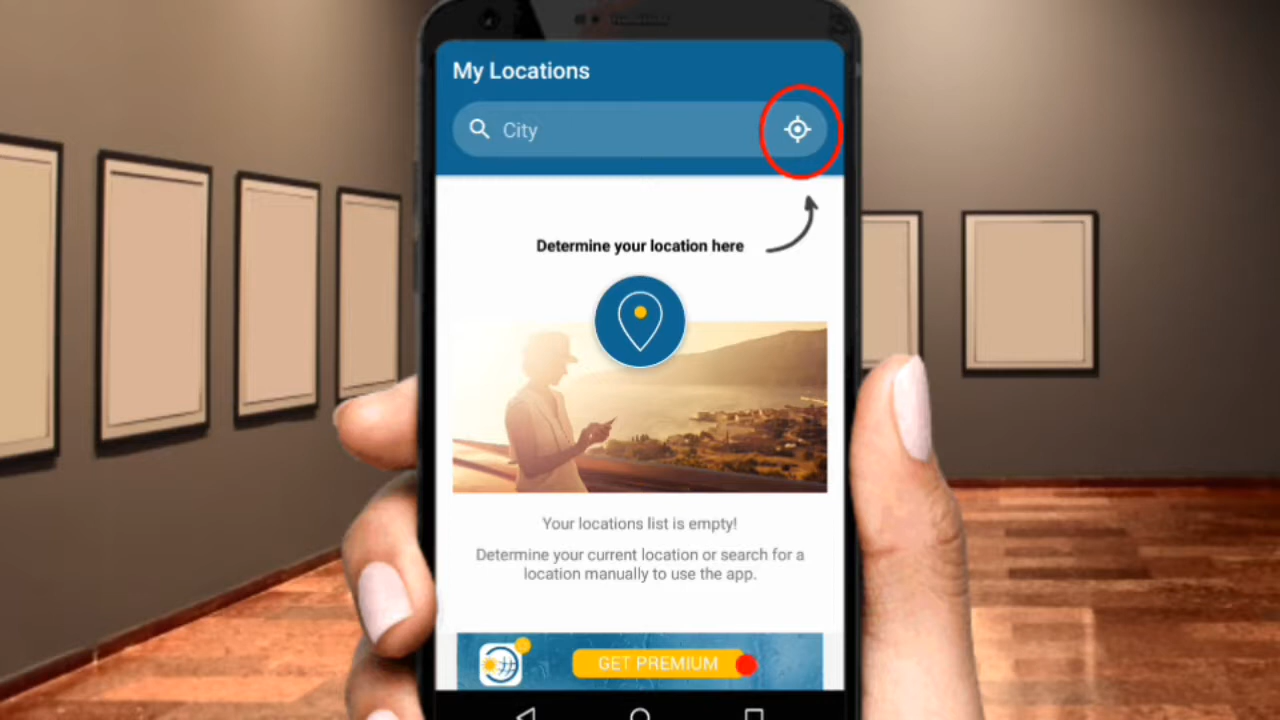 My Locations
City
Determine your location here
Your locations list is empty!
Determine your current location or search for a
location manually to use the app.
GET PREMIUM